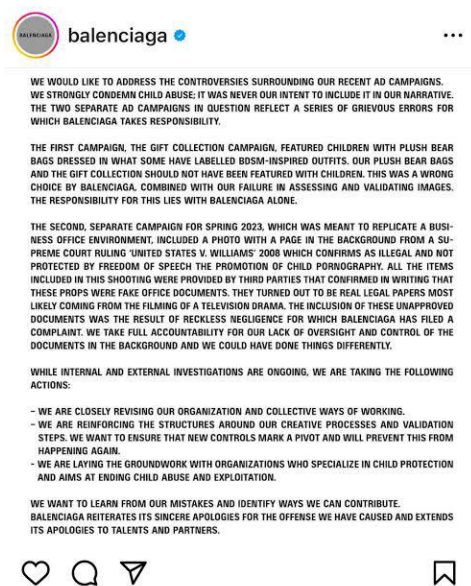 BALENCIAGA
balenciaga
WE WOULD LIKE TO ADDRESS THE CONTROVERSIES SURROUNDING OUR RECENT AD CAMPAIGNS.
WE STRONGLY CONDEMN CHILD ABUSE; IT WAS NEVER OUR INTENT TO INCLUDE IT IN OUR NARRATIVE.
THE TWO SEPARATE AD CAMPAIGNS IN QUESTION REFLECT A SERIES OF GRIEVOUS ERRORS FOR
WHICH BALENCIAGA TAKES RESPONSIBILITY.
THE FIRST CAMPAIGN, THE GIFT COLLECTION CAMPAIGN, FEATURED CHILDREN WITH PLUSH BEAR
BAGS DRESSED IN WHAT SOME HAVE LABELLED BDSM-INSPIRED OUTFITS. OUR PLUSH BEAR BAGS
AND THE GIFT COLLECTION SHOULD NOT HAVE BEEN FEATURED WITH CHILDREN. THIS WAS A WRONG
CHOICE BY BALENCIAGA, COMBINED WITH OUR FAILURE IN ASSESSING AND VALIDATING IMAGES.
THE RESPONSIBILITY FOR THIS LIES WITH BALENCIAGA ALONE.
THE SECOND, SEPARATE CAMPAIGN FOR SPRING 2023, WHICH WAS MEANT TO REPLICATE A BUSI-
NESS OFFICE ENVIRONMENT, INCLUDED A PHOTO WITH A PAGE IN THE BACKGROUND FROM A SU-
PREME COURT RULING ‘UNITED STATES V. WILLIAMS’ 2008 WHICH CONFIRMS AS ILLEGAL AND NOT
PROTECTED BY FREEDOM OF SPEECH THE PROMOTION OF CHILD PORNOGRAPHY. ALL THE ITEMS
INCLUDED IN THIS SHOOTING WERE PROVIDED BY THIRD PARTIES THAT CONFIRMED IN WRITING THAT
THESE PROPS WERE FAKE OFFICE DOCUMENTS. THEY TURNED OUT TO BE REAL LEGAL PAPERS MOST
LIKELY COMING FROM THE FILMING OF A TELEVISION DRAMA. THE INCLUSION OF THESE UNAPPROVED
DOCUMENTS WAS THE RESULT OF RECKLESS NEGLIGENCE FOR WHICH BALENCIAGA HAS FILED A
COMPLAINT. WE TAKE FULL ACCOUNTABILITY FOR OUR LACK OF OVERSIGHT AND CONTROL OF THE
DOCUMENTS IN THE BACKGROUND AND WE COULD HAVE DONE THINGS DIFFERENTLY.
WHILE INTERNAL AND EXTERNAL INVESTIGATIONS ARE ONGOING, WE ARE TAKING THE FOLLOWING
ACTIONS:
– WE ARE CLOSELY REVISING OUR ORGANIZATION AND COLLECTIVE WAYS OF WORKING.
– WE ARE REINFORCING THE STRUCTURES AROUND OUR CREATIVE PROCESSES AND VALIDATION
STEPS. WE WANT TO ENSURE THAT NEW CONTROLS MARK A PIVOT AND WILL PREVENT THIS FROM
HAPPENING AGAIN.
- WE ARE LAYING THE GROUNDWORK WITH ORGANIZATIONS WHO SPECIALIZE IN CHILD PROTECTION
AND AIMS AT ENDING CHILD ABUSE AND EXPLOITATION.
WE WANT TO LEARN FROM OUR MISTAKES AND IDENTIFY WAYS WE CAN CONTRIBUTE.
BALENCIAGA REITERATES ITS SINCERE APOLOGIES FOR THE OFFENSE WE HAVE CAUSED AND EXTENDS
ITS APOLOGIES TO TALENTS AND PARTNERS.